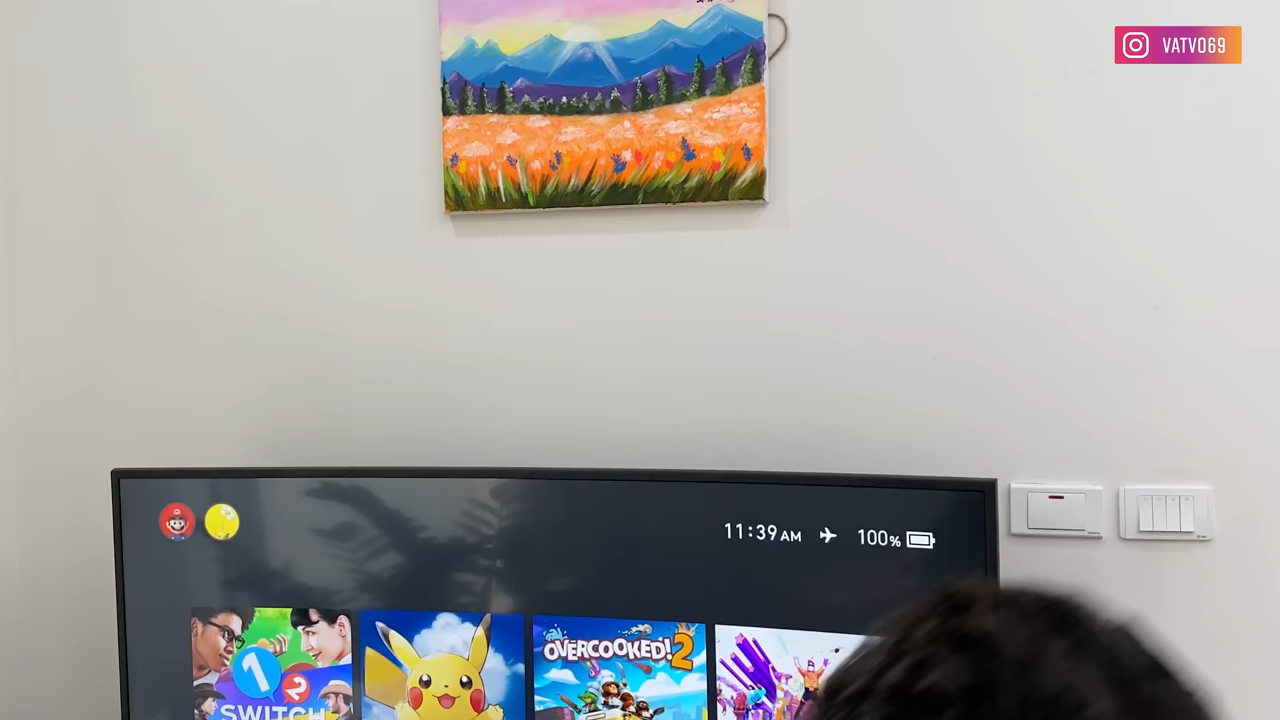 VATVO69
11:39 AM
100%
1
2
SWITCH
OVERCOOKED! 2